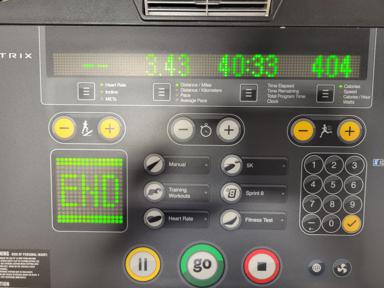 TRIX
--- 3.43 40:33 404
Heart Rate
Incline
METs
Distance / Miles
Distance / Kilometers
Pace
Average Pace
Time Elapsed
Time Remaining
Total Program Time
Clock
Calories
Speed
Calories / Hour
Watts
END
Manual
5K
Training
Workouts
Sprint 8
Heart Rate
Fitness Test
1 2 3
4 5 6
7 8 9
0
go